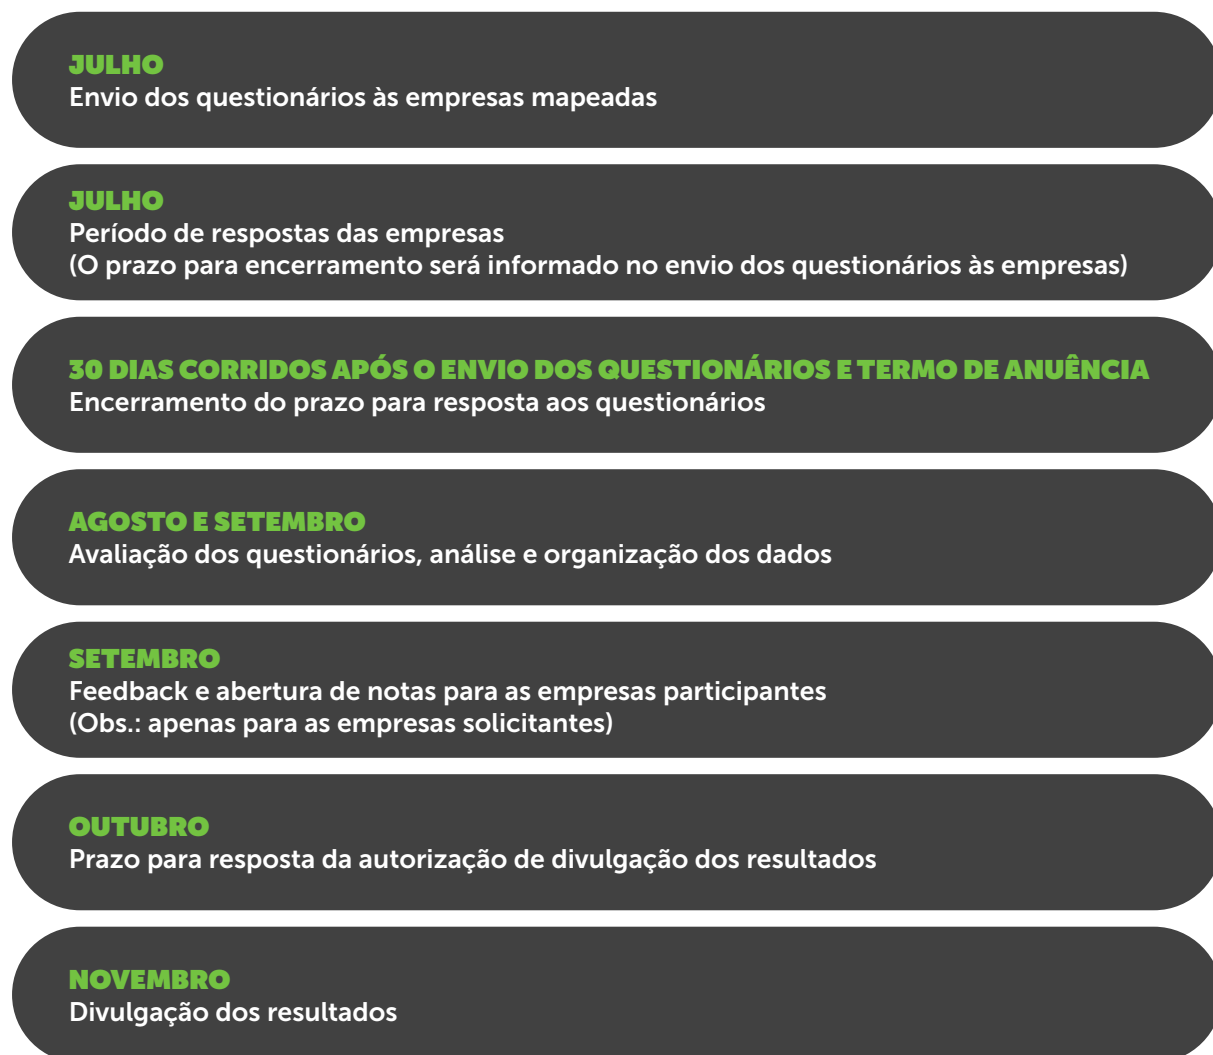 JULHO
Envio dos questionários às empresas mapeadas
JULHO
Período de respostas das empresas
(O prazo para encerramento será informado no envio dos questionários às empresas)
30 DIAS CORRIDOS APÓS O ENVIO DOS QUESTIONÁRIOS E TERMO DE ANUÊNCIA
Encerramento do prazo para resposta aos questionários
AGOSTO E SETEMBRO
Avaliação dos questionários, análise e organização dos dados
SETEMBRO
Feedback e abertura de notas para as empresas participantes
(Obs.: apenas para as empresas solicitantes)
OUTUBRO
Prazo para resposta da autorização de divulgação dos resultados
NOVEMBRO
Divulgação dos resultados